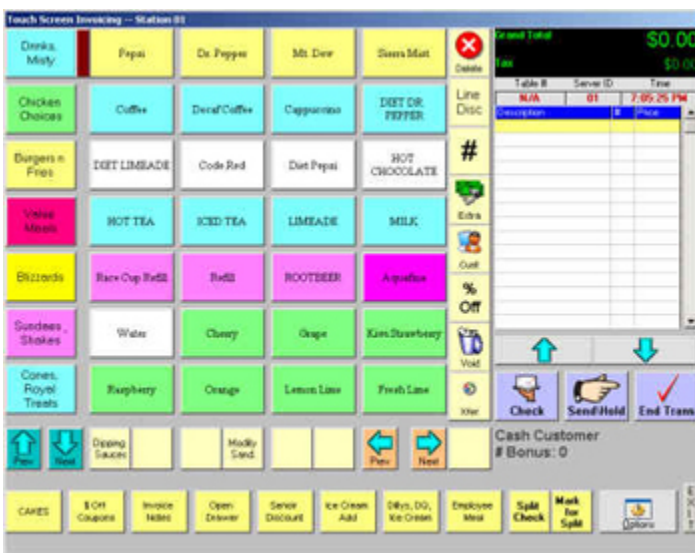 Touch Screen Invoicing -- Station 01
Drinks,
Misty
Pepsi
Dr. Pepper
Mt. Dew
Sierra Mist
Delete
Grand Total
$0.00
Tax
$0.00
Chicken
Choices
Coffee
Decaf Coffee
Cappuccino
DIET DR.
PEPPER
Line
Disc
Table #
Server ID
Time
N/A
01
7:05:25 PM
Description
#
Price
Burgers n
Fries
DIET LIMEADE
Code Red
Diet Pepsi
HOT
CHOCOLATE
#
Value
Meals
HOT TEA
ICED TEA
LIMEADE
MILK
Extra
Cust
Blizzards
Race Cup Refill
Refill
ROOTBEER
Aquafina
%
Off
Sundaes,
Shakes
Water
Cherry
Grape
Kiwi Strawberry
Void
Cones,
Royal
Treats
Raspberry
Orange
Lemon Lime
Fresh Lime
Xfer
Check
Send\Hold
End Trans
Prev
Next
Dipping
Sauces
Modify
Sand.
Prev
Next
Cash Customer
# Bonus: 0
CAKES
$ Off
Coupons
Invoice
Notes
Open
Drawer
Senior
Discount
Ice Cream
Add
Dillys, DQ,
Ice Cream
Employee
Meal
Split
Check
Mark
for
Split
Options
E
X
I
T